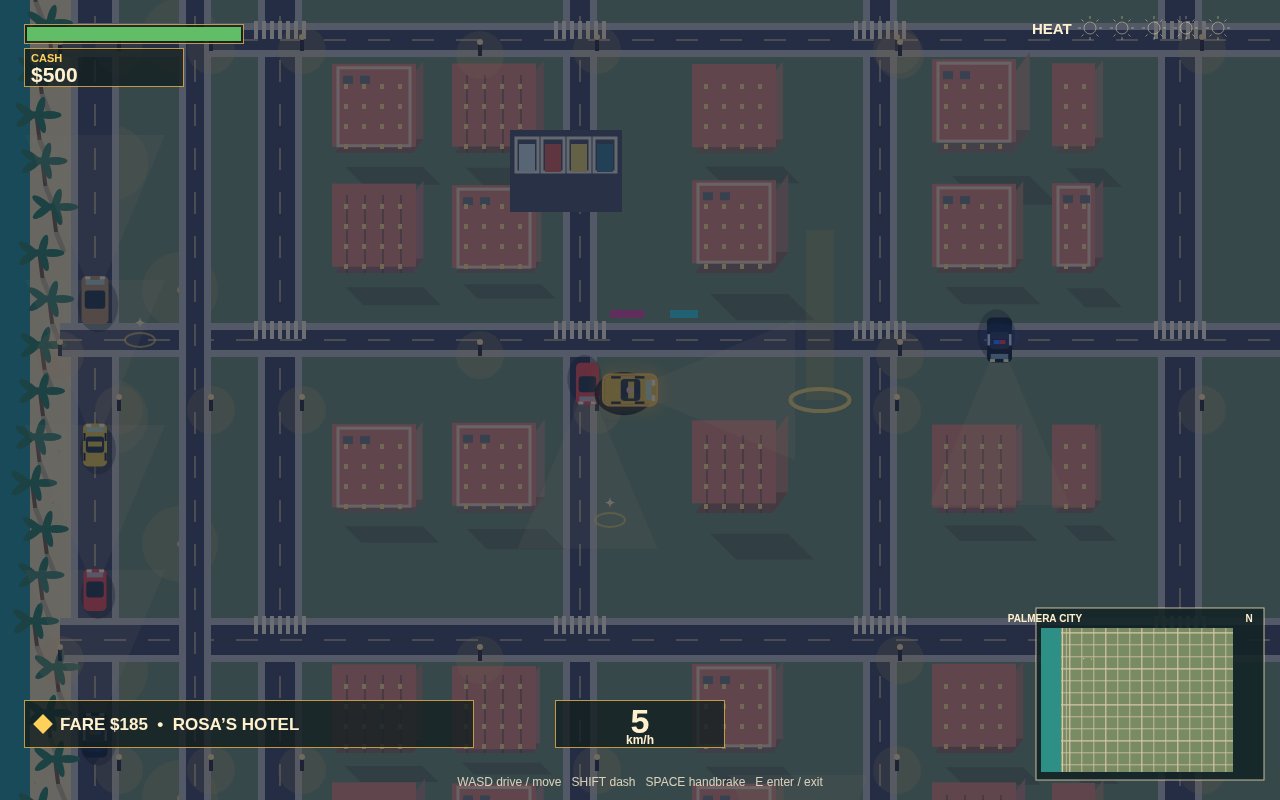 HEAT
CASH
$500
PALMERA CITY N
FARE $185 • ROSA’S HOTEL
5
km/h
WASD drive / move SHIFT dash SPACE handbrake E enter / exit